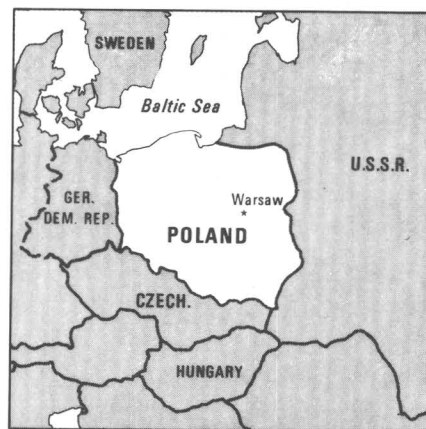 SWEDEN
Baltic Sea
U.S.S.R.
GER.
DEM. REP.
Warsaw
POLAND
CZECH.
HUNGARY